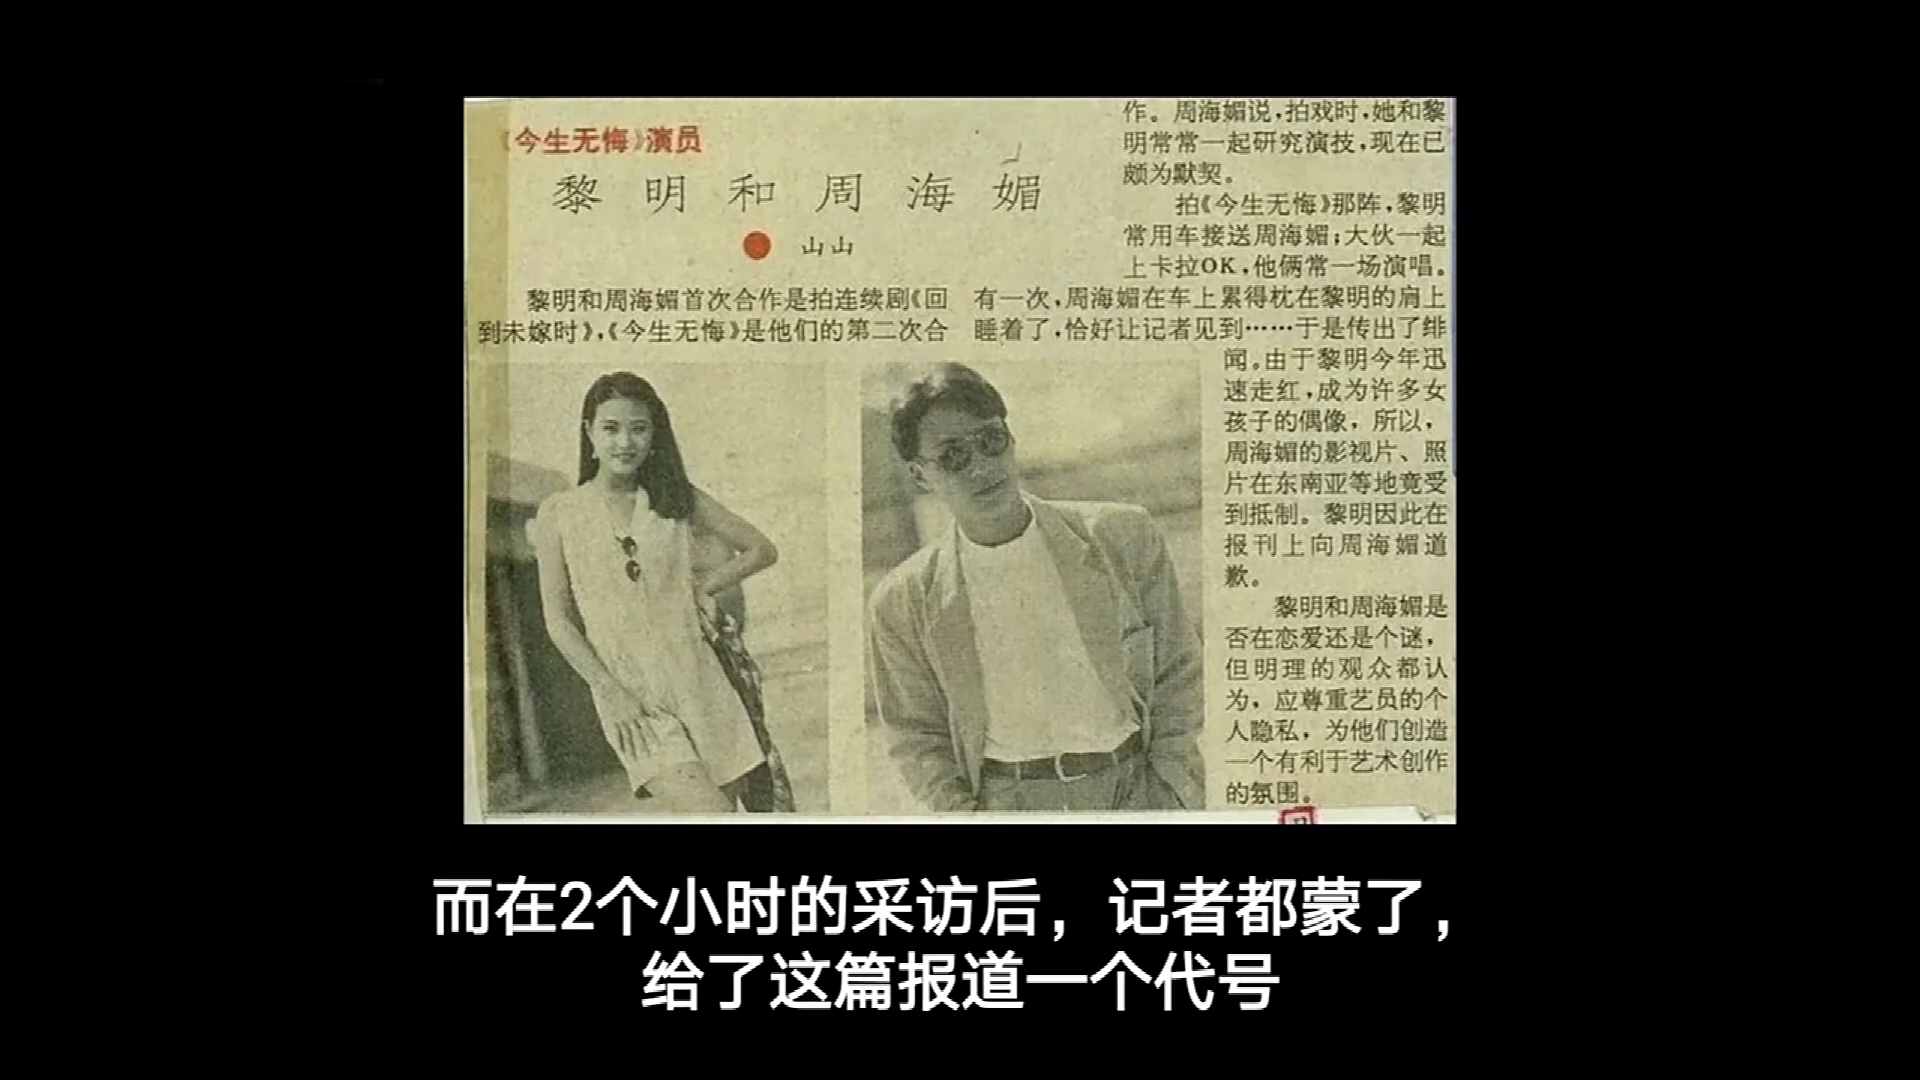 《今生无悔》演员
黎明和周海媚
山山
黎明和周海媚首次合作是拍连续剧《回
到未嫁时》，《今生无悔》是他们的第二次合
作。周海媚说，拍戏时，她和黎
明常常一起研究演技，现在已
颇为默契。
拍《今生无悔》那阵，黎明
常用车接送周海媚；大伙一起
上卡拉OK，他俩常一场演唱。
有一次，周海媚在车上累得枕在黎明的肩上
睡着了，恰好让记者见到……于是传出了绯
闻。由于黎明今年迅
速走红，成为许多女
孩子的偶像，所以，
周海媚的影视片、照
片在东南亚等地竟受
到抵制。黎明因此在
报刊上向周海媚道
歉。
黎明和周海媚是
否在恋爱还是个谜，
但明理的观众都认
为，应尊重艺员的个
人隐私，为他们创造
一个有利于艺术创作
的氛围。
而在2个小时的采访后，记者都蒙了，
给了这篇报道一个代号